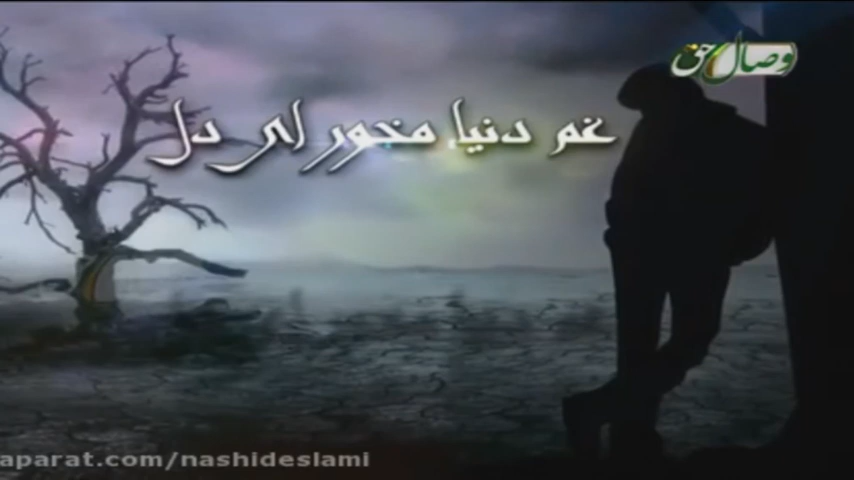 وصال حق
غم دنیا مخور ای دل
aparat.com/nashideslami